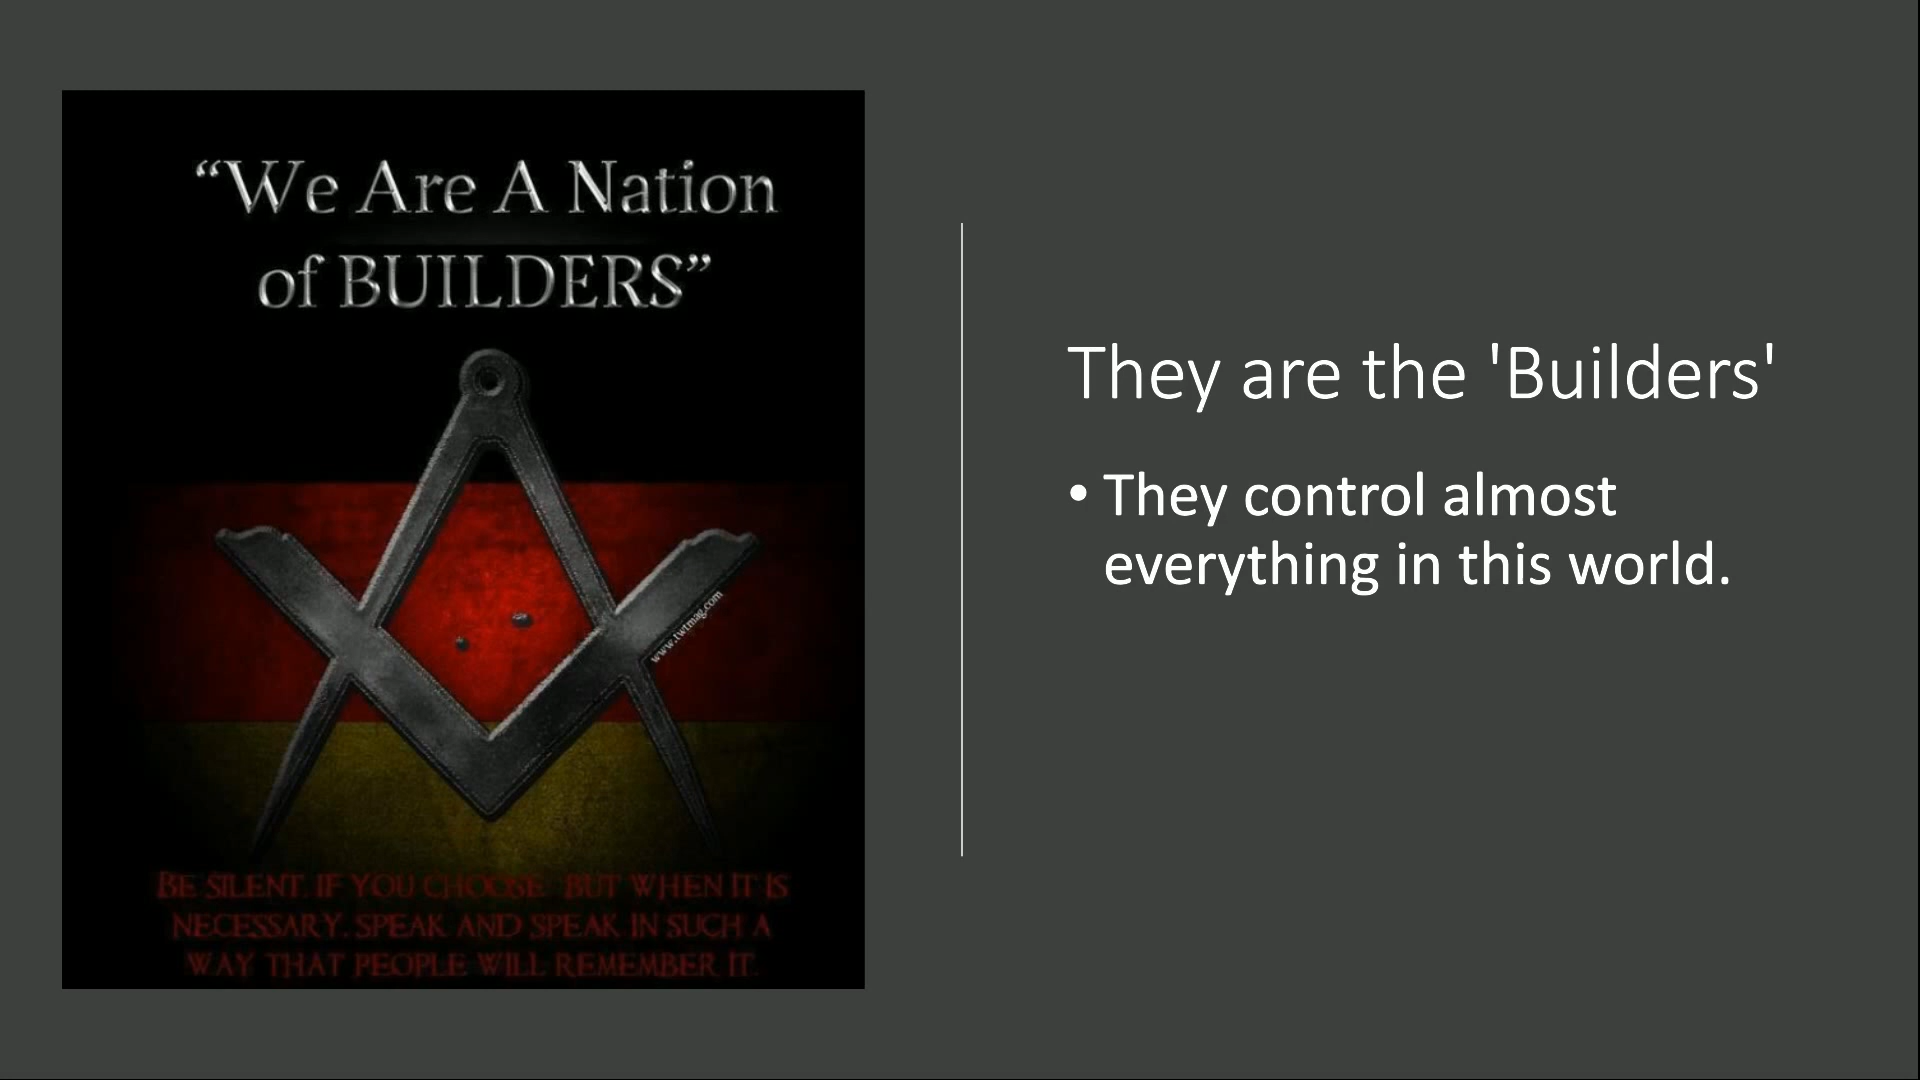 “We Are A Nation
of BUILDERS”
www.twtmag.com
BE SILENT, IF YOU CHOOSE, BUT WHEN IT IS
NECESSARY, SPEAK AND SPEAK IN SUCH A
WAY THAT PEOPLE WILL REMEMBER IT.
They are the 'Builders'
• They control almost
everything in this world.